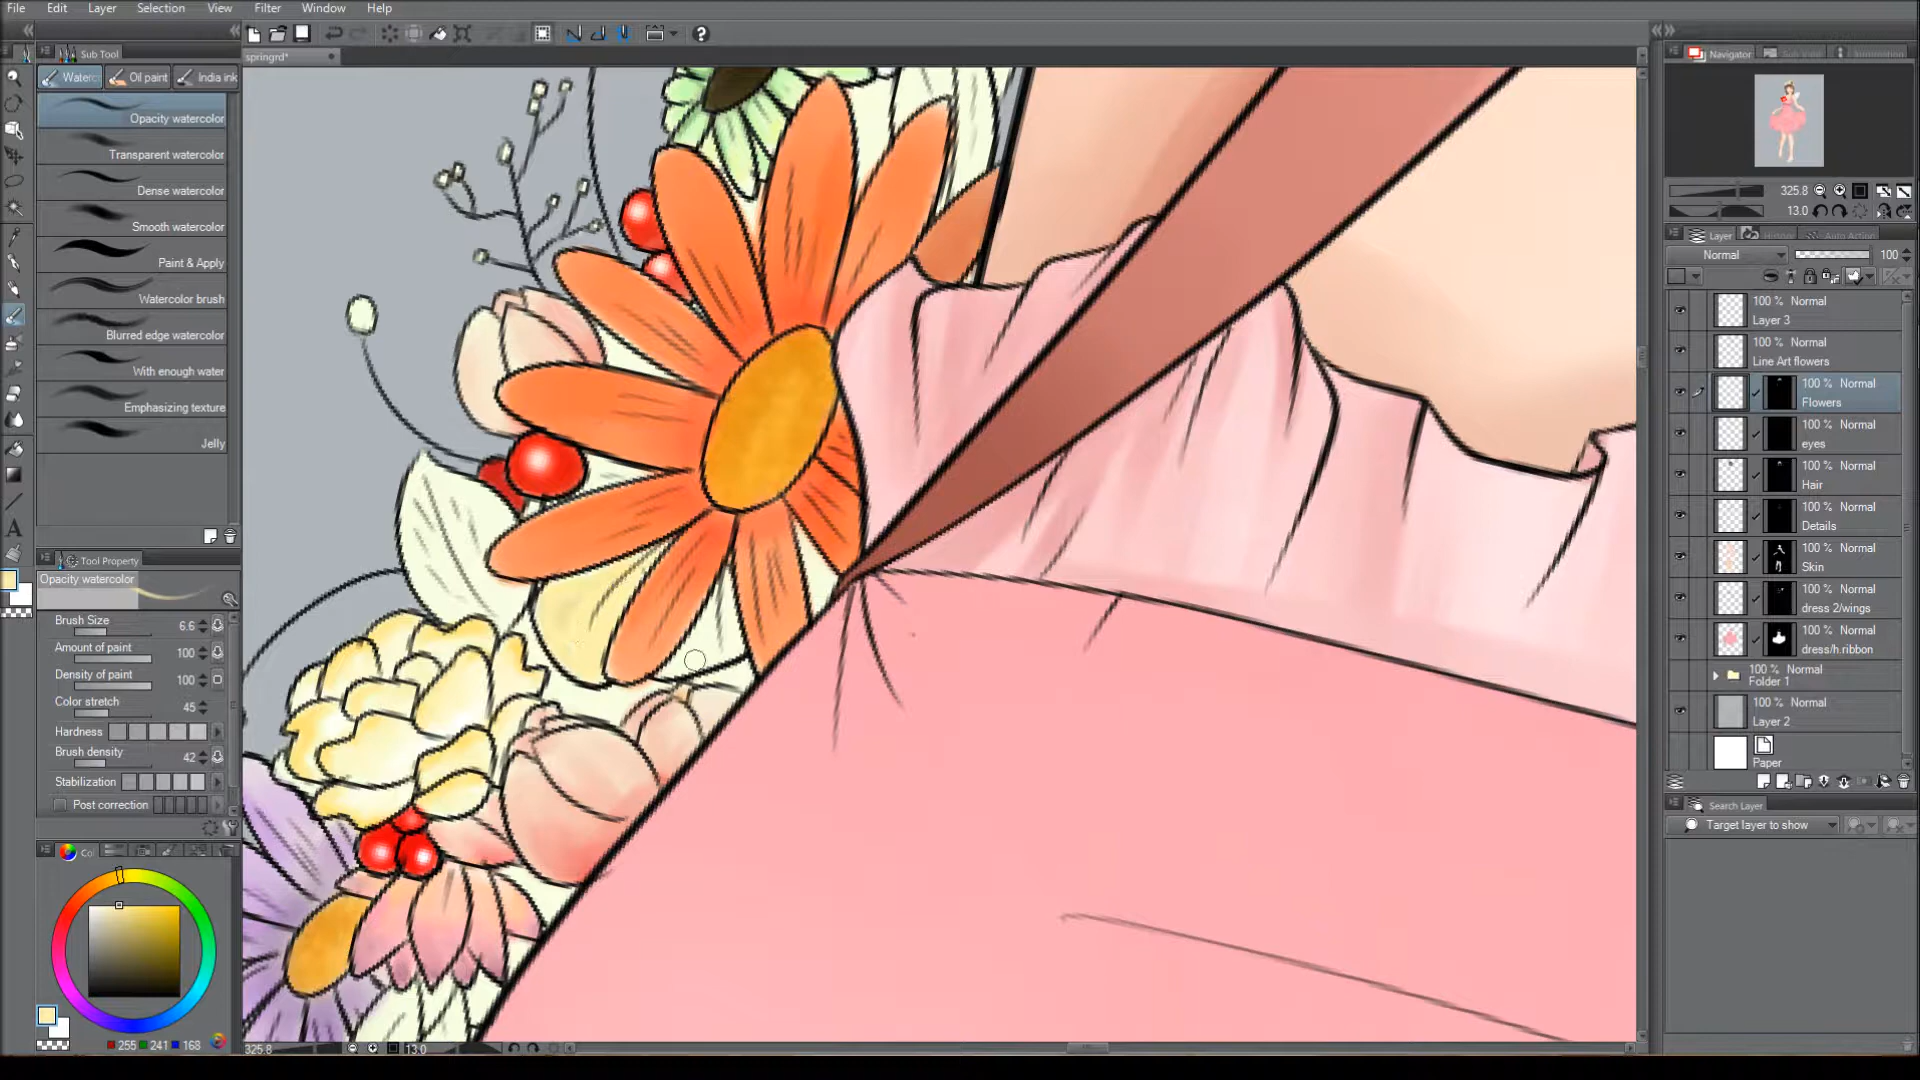 File Edit Layer Selection View Filter Window Help
springrd*
Sub Tool
Waterc Oil paint India ink
Opacity watercolor
Transparent watercolor
Dense watercolor
Smooth watercolor
Paint & Apply
Watercolor brush
Blurred edge watercolor
With enough water
Emphasizing texture
Jelly
Tool Property
Opacity watercolor
Brush Size 6.6
Amount of paint 100
Density of paint 100
Color stretch 45
Hardness
Brush density 42
Stabilization
Post correction
255 241 168
325.8 13.0
Navigator
325.8
13.0
Layer History Auto Action
Normal 100
100 % Normal
Layer 3
100 % Normal
Line Art flowers
100 % Normal
Flowers
100 % Normal
eyes
100 % Normal
Hair
100 % Normal
Details
100 % Normal
Skin
100 % Normal
dress 2/wings
100 % Normal
dress/h.ribbon
100 % Normal
Folder 1
100 % Normal
Layer 2
Paper
Search Layer
Target layer to show